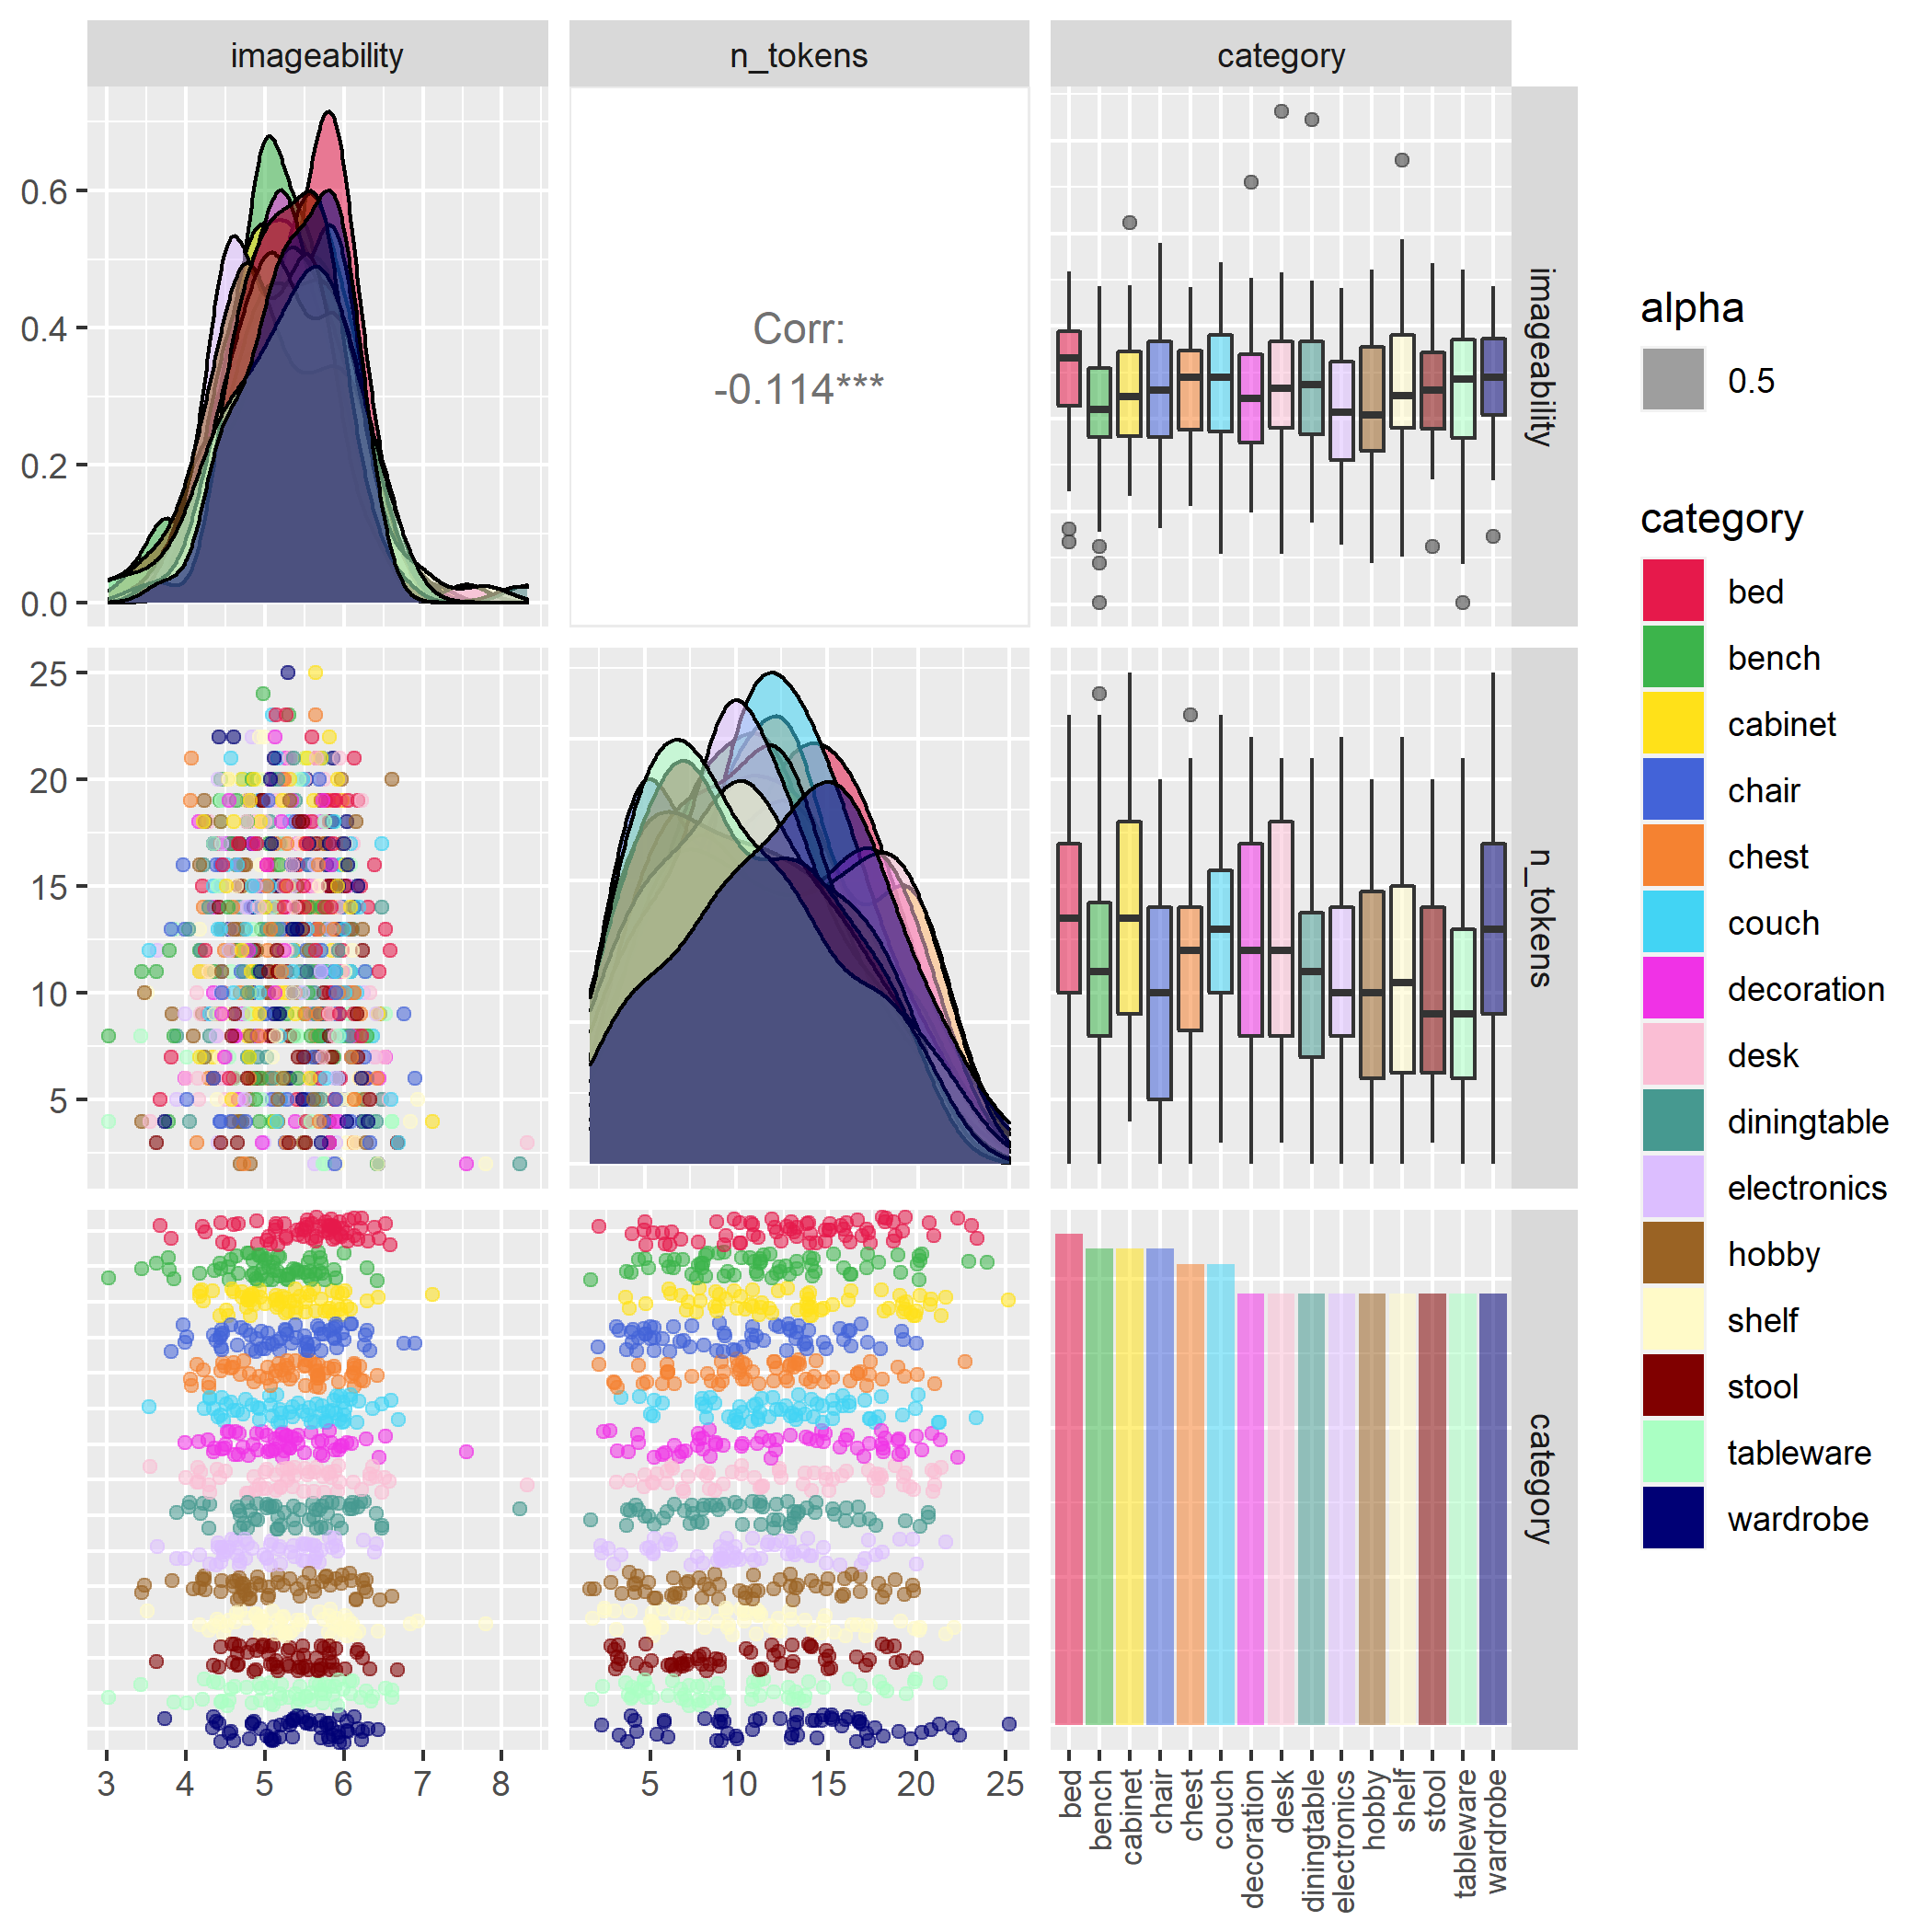 imageability
n_tokens
category
0.6
0.4
0.2
0.0
Corr:
-0.114***
imageability
25
20
15
10
5
n_tokens
category
3 4 5 6 7 8
5 10 15 20 25
bed
bench
cabinet
chair
chest
couch
decoration
desk
diningtable
electronics
hobby
shelf
stool
tableware
wardrobe
alpha
0.5
category
bed
bench
cabinet
chair
chest
couch
decoration
desk
diningtable
electronics
hobby
shelf
stool
tableware
wardrobe